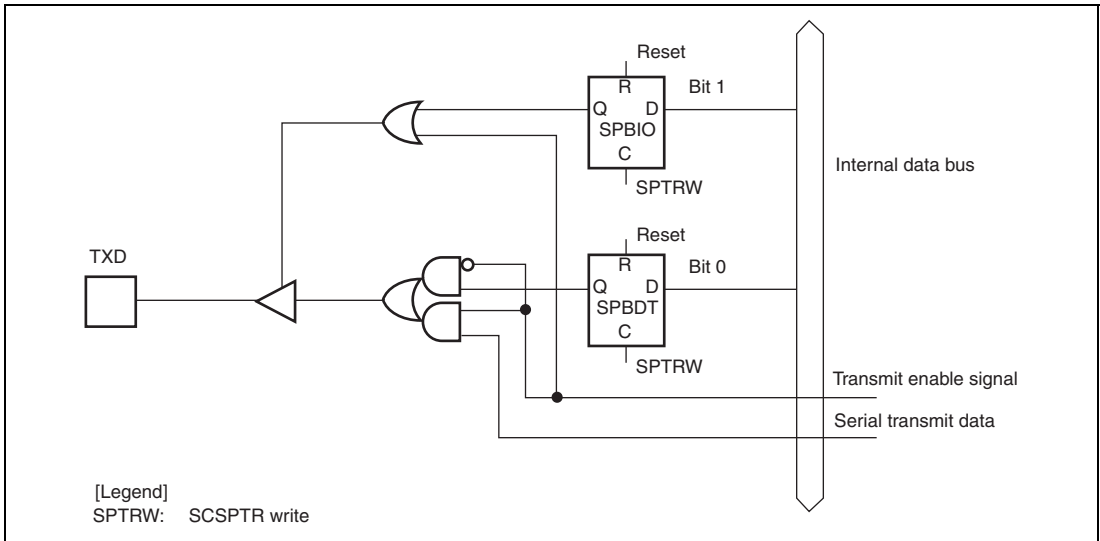 Reset
R
Bit 1
Q
D
SPBIO
C
SPTRW
Internal data bus
Reset
R
Bit 0
TXD
Q
D
SPBDT
C
SPTRW
Transmit enable signal
Serial transmit data
[Legend]
SPTRW: SCSPTR write